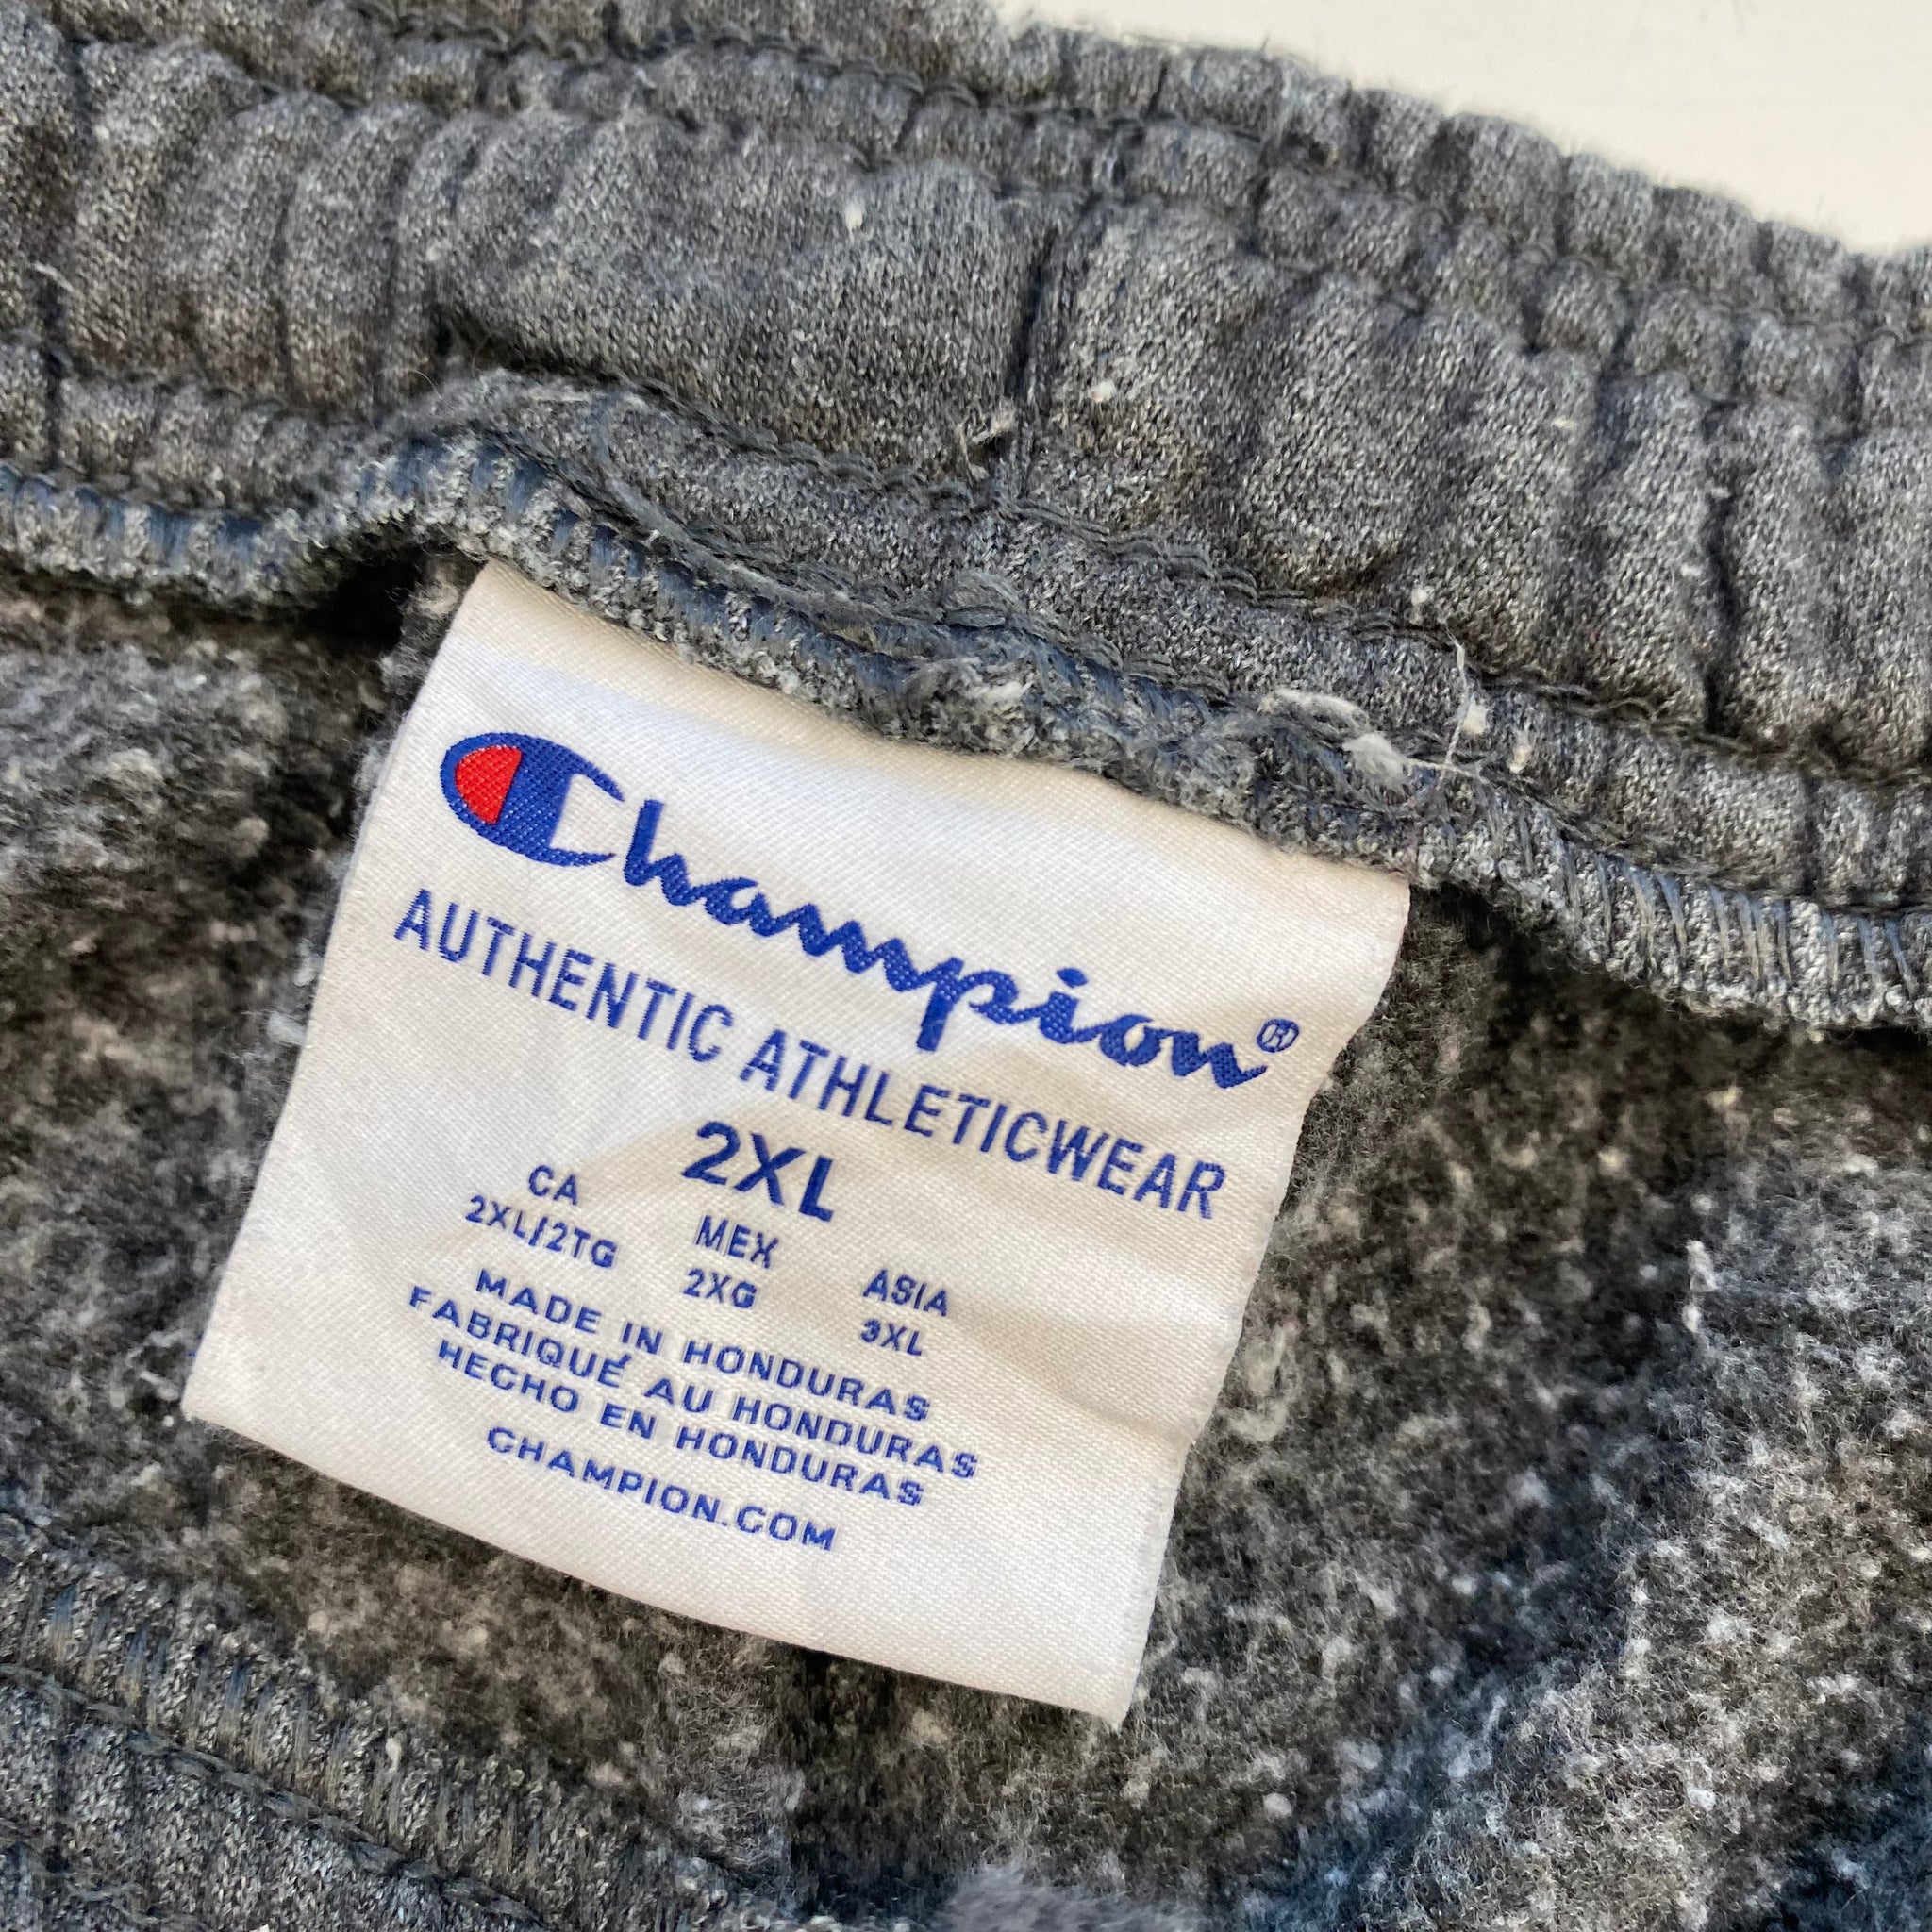 Champion®
AUTHENTIC ATHLETICWEAR
2XL
CA MEX ASIA
2XL/2TG 2XG 3XL
MADE IN HONDURAS
FABRIQUÉ AU HONDURAS
HECHO EN HONDURAS
CHAMPION.COM